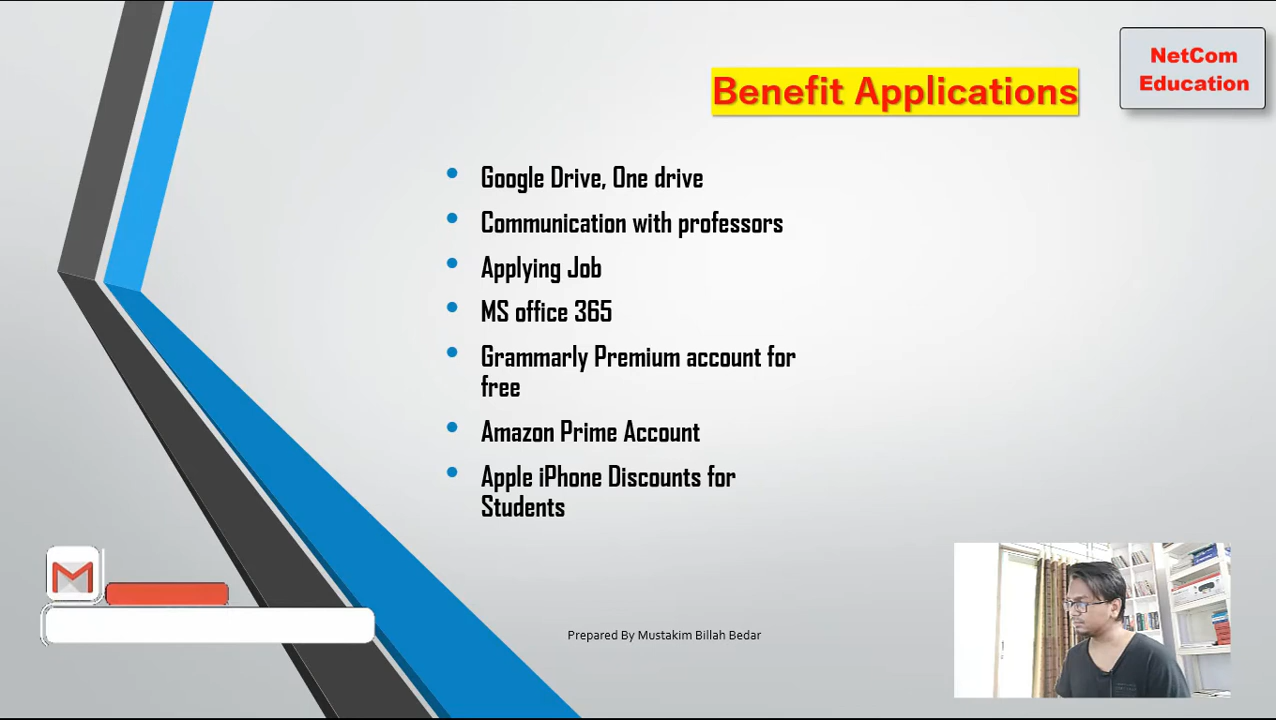 NetCom
Education
Benefit Applications
Google Drive, One drive
Communication with professors
Applying Job
MS office 365
Grammarly Premium account for
free
Amazon Prime Account
Apple iPhone Discounts for
Students
Prepared By Mustakim Billah Bedar